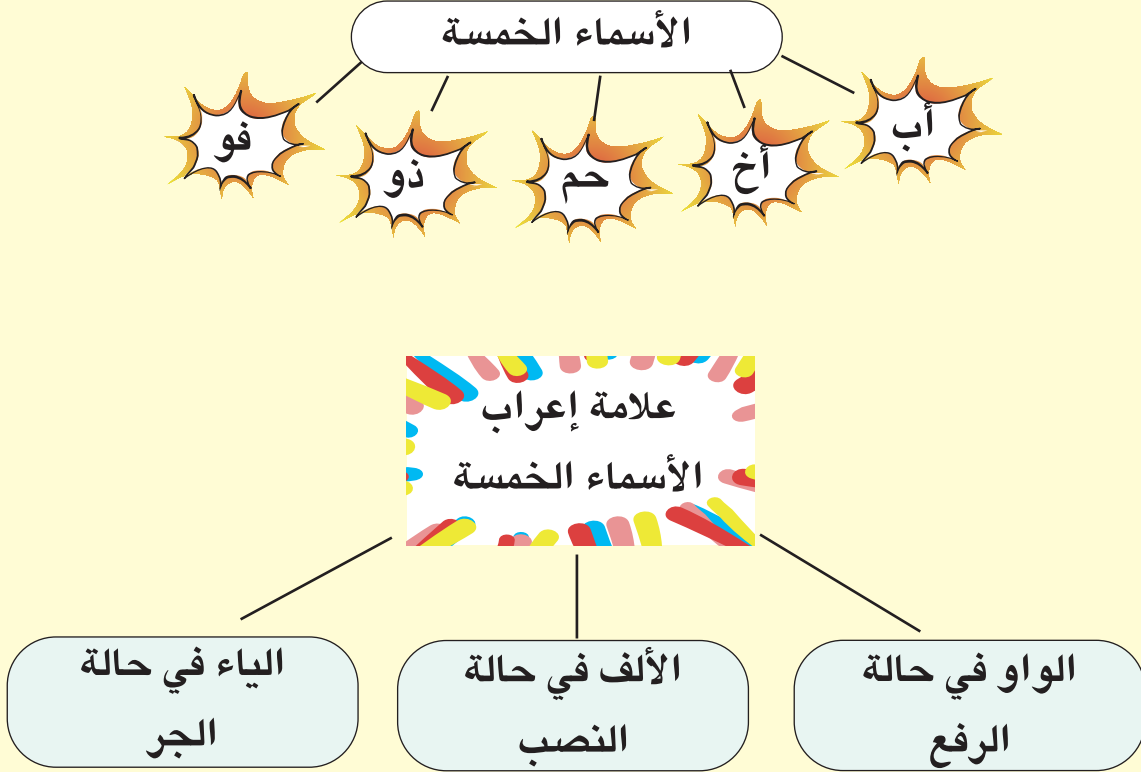 الأسماء الخمسة
أب
أخ
حم
ذو
فو
علامة إعراب
الأسماء الخمسة
الواو في حالة
الرفع
الألف في حالة
النصب
الياء في حالة
الجر